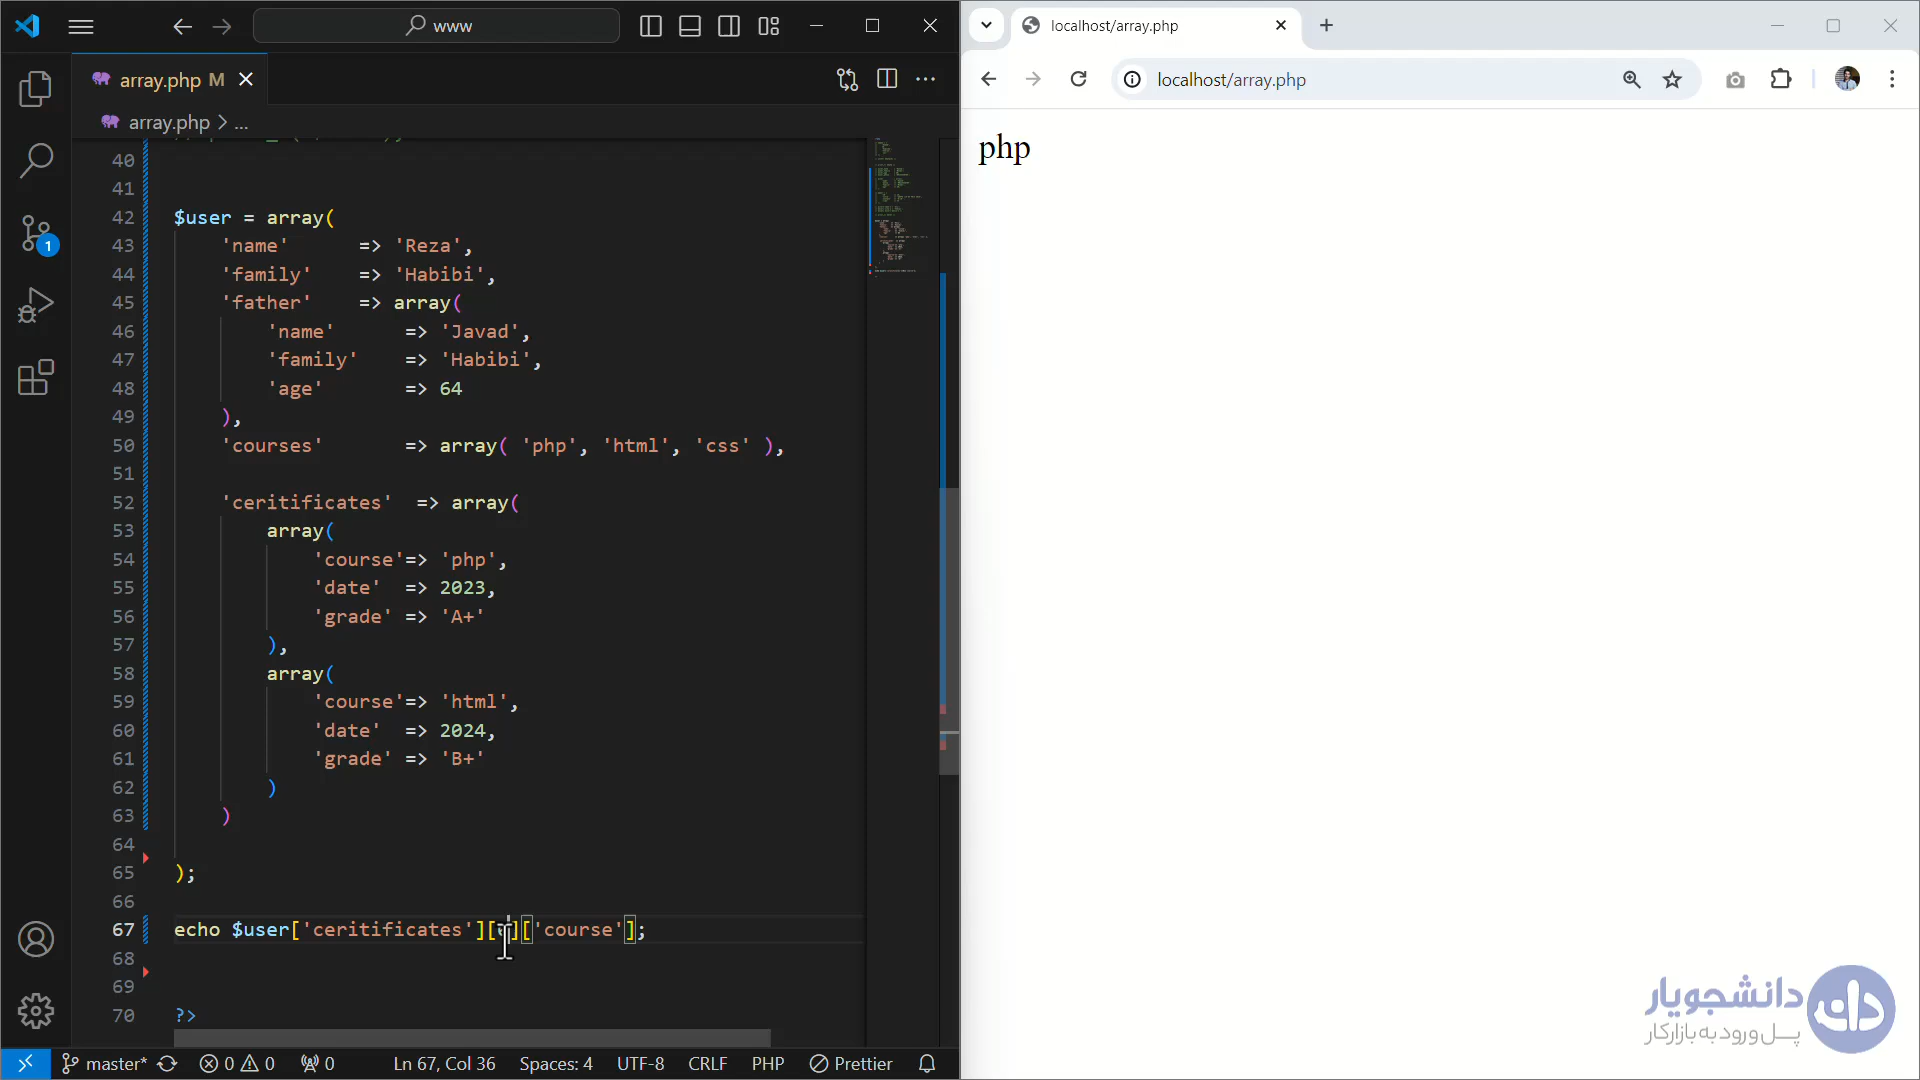 www
array.php M
array.php > ...
40
41
42 $user = array(
43 'name' => 'Reza',
44 'family' => 'Habibi',
45 'father' => array(
46 'name' => 'Javad',
47 'family' => 'Habibi',
48 'age' => 64
49 ),
50 'courses' => array( 'php', 'html', 'css' ),
51
52 'ceritificates' => array(
53 array(
54 'course'=> 'php',
55 'date' => 2023,
56 'grade' => 'A+'
57 ),
58 array(
59 'course'=> 'html',
60 'date' => 2024,
61 'grade' => 'B+'
62 )
63 )
64
65 );
66
67 echo $user['ceritificates'][]['course'];
68
69
70 ?>
1
master* 0 0 0 Ln 67, Col 36 Spaces: 4 UTF-8 CRLF PHP Prettier
localhost/array.php
localhost/array.php
php
دانشجویار
پل ورود به بازار کار